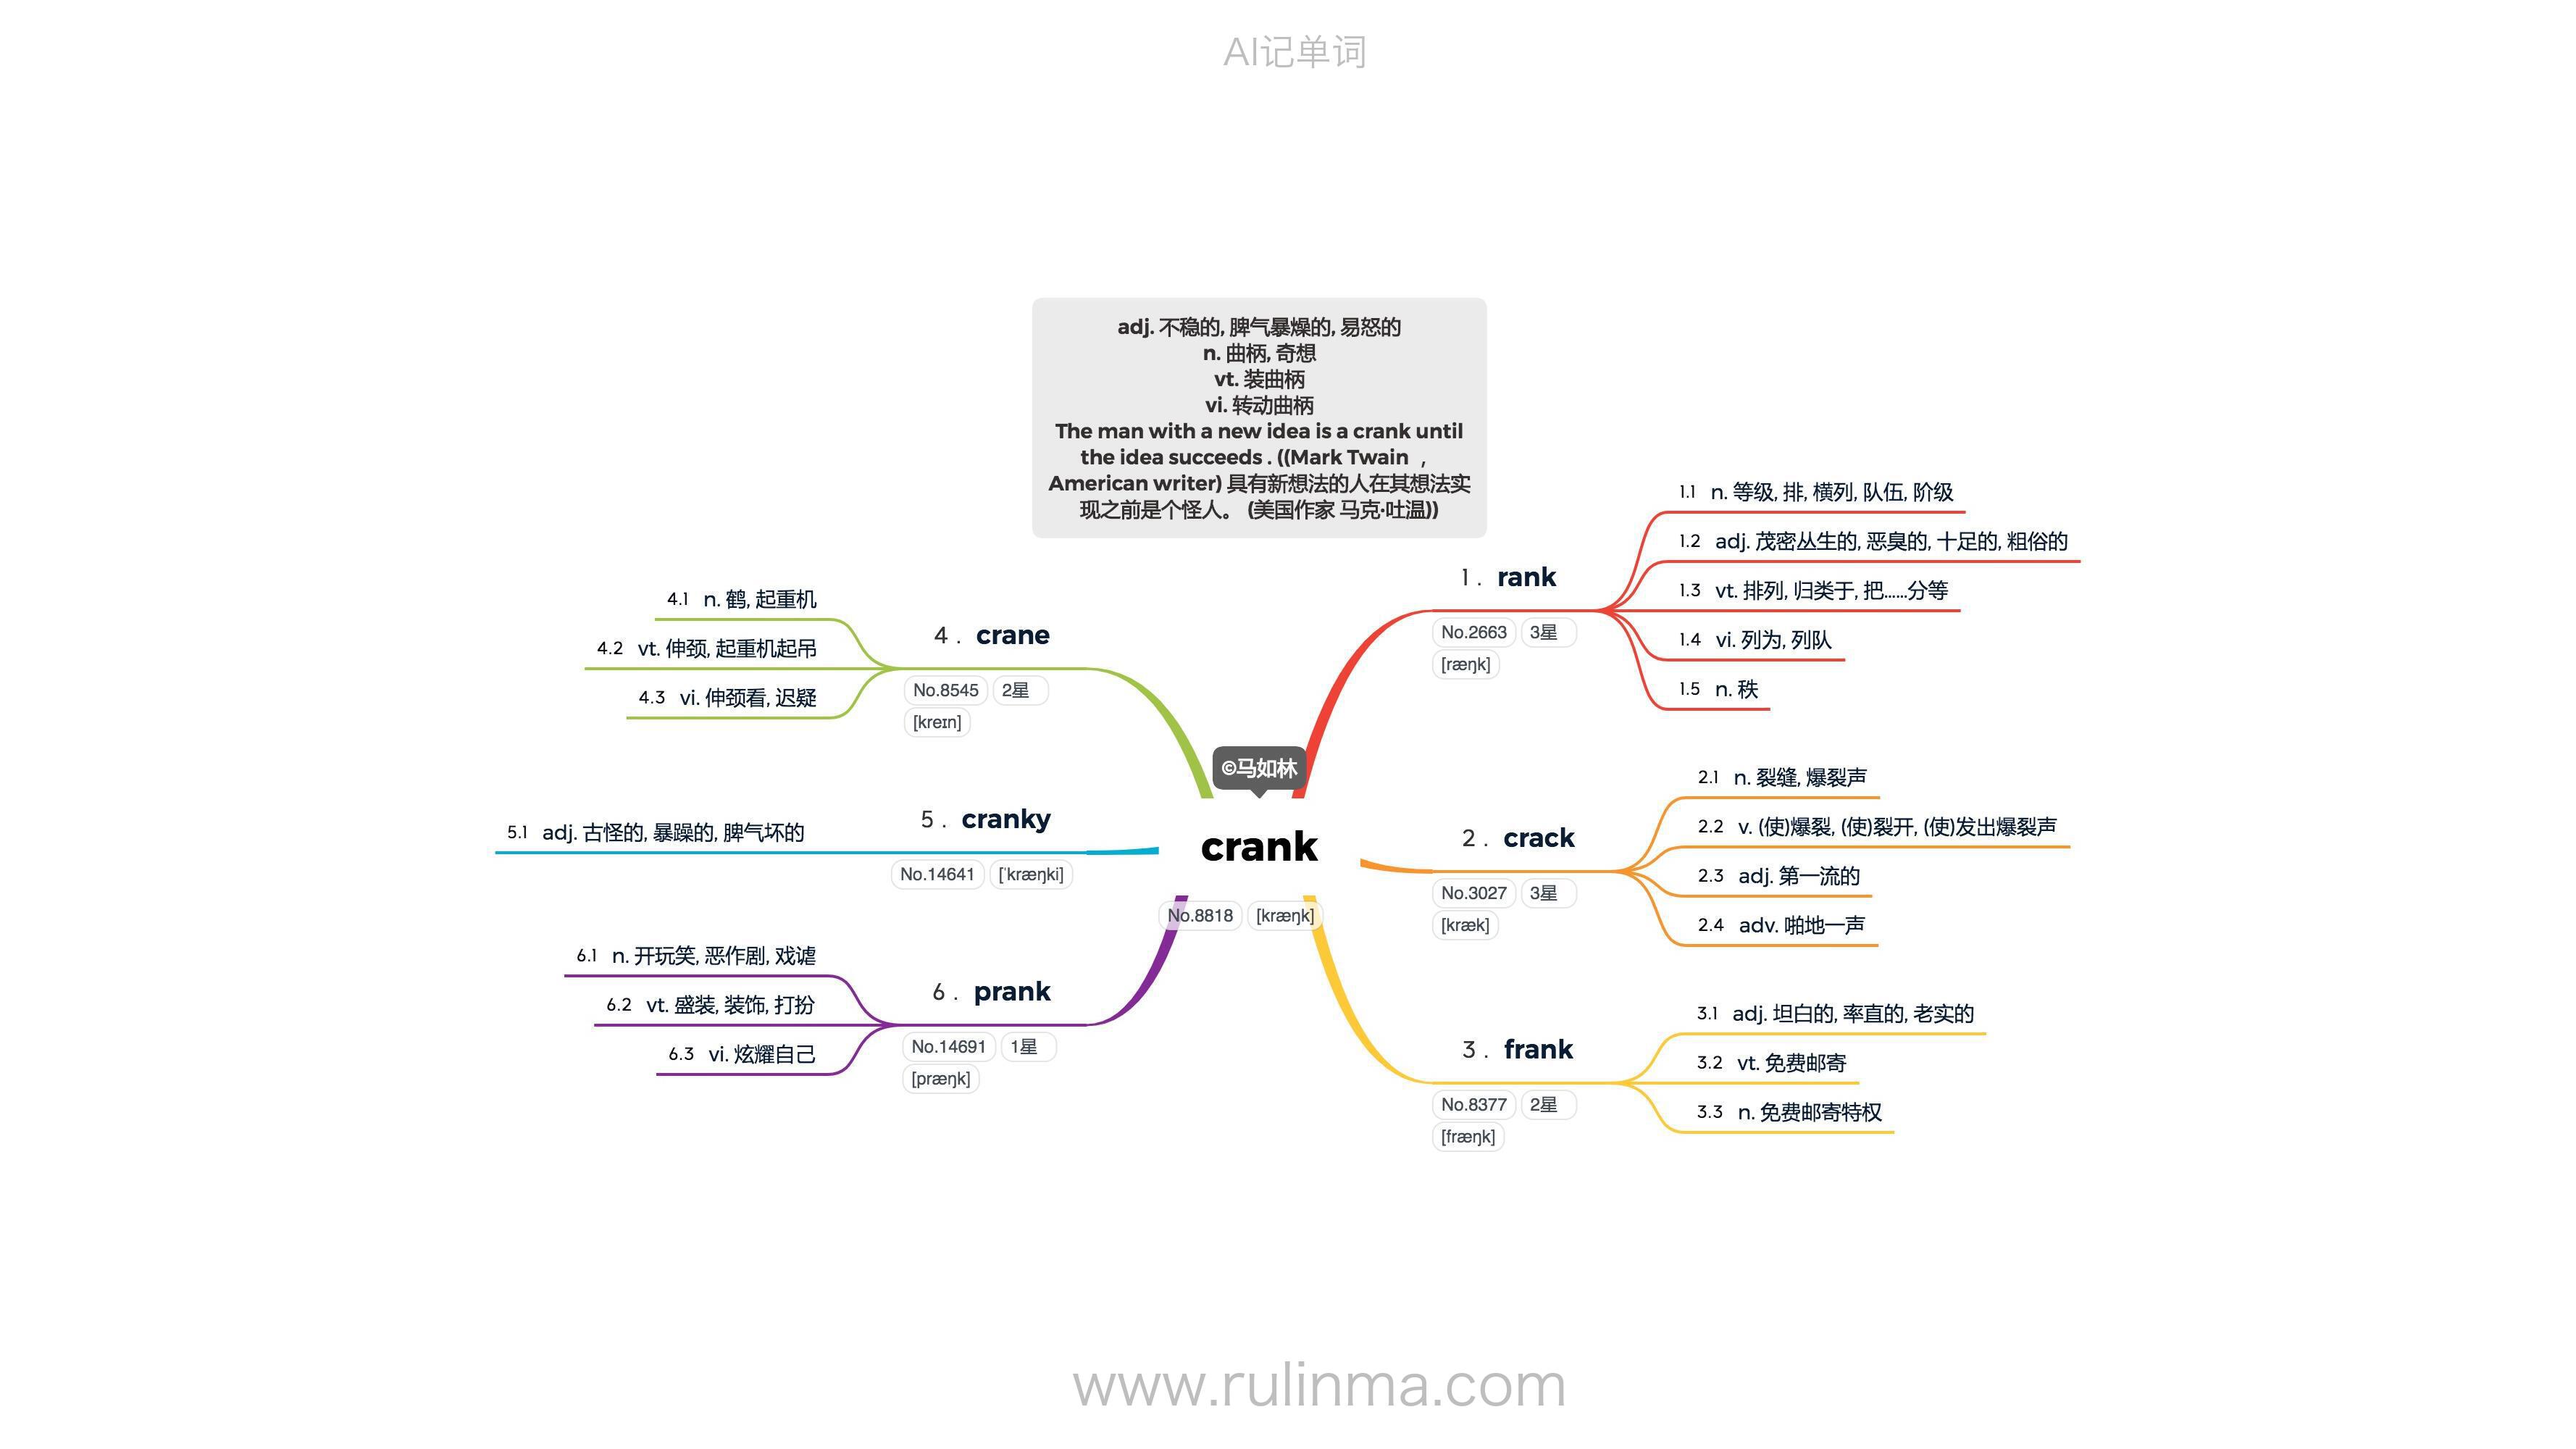 AI记单词
adj. 不稳的, 脾气暴燥的, 易怒的
n. 曲柄, 奇想
vt. 装曲柄
vi. 转动曲柄
The man with a new idea is a crank until
the idea succeeds . ((Mark Twain ，
American writer) 具有新想法的人在其想法实
现之前是个怪人。 (美国作家 马克·吐温))
©马如林
crank
No.8818 [kræŋk]
1 . rank
No.2663 3星
[ræŋk]
1.1 n. 等级, 排, 横列, 队伍, 阶级
1.2 adj. 茂密丛生的, 恶臭的, 十足的, 粗俗的
1.3 vt. 排列, 归类于, 把……分等
1.4 vi. 列为, 列队
1.5 n. 秩
2 . crack
No.3027 3星
[kræk]
2.1 n. 裂缝, 爆裂声
2.2 v. (使)爆裂, (使)裂开, (使)发出爆裂声
2.3 adj. 第一流的
2.4 adv. 啪地一声
3 . frank
No.8377 2星
[fræŋk]
3.1 adj. 坦白的, 率直的, 老实的
3.2 vt. 免费邮寄
3.3 n. 免费邮寄特权
4 . crane
No.8545 2星
[kreɪn]
4.1 n. 鹤, 起重机
4.2 vt. 伸颈, 起重机起吊
4.3 vi. 伸颈看, 迟疑
5 . cranky
No.14641 [ˈkræŋki]
5.1 adj. 古怪的, 暴躁的, 脾气坏的
6 . prank
No.14691 1星
[præŋk]
6.1 n. 开玩笑, 恶作剧, 戏谑
6.2 vt. 盛装, 装饰, 打扮
6.3 vi. 炫耀自己
www.rulinma.com